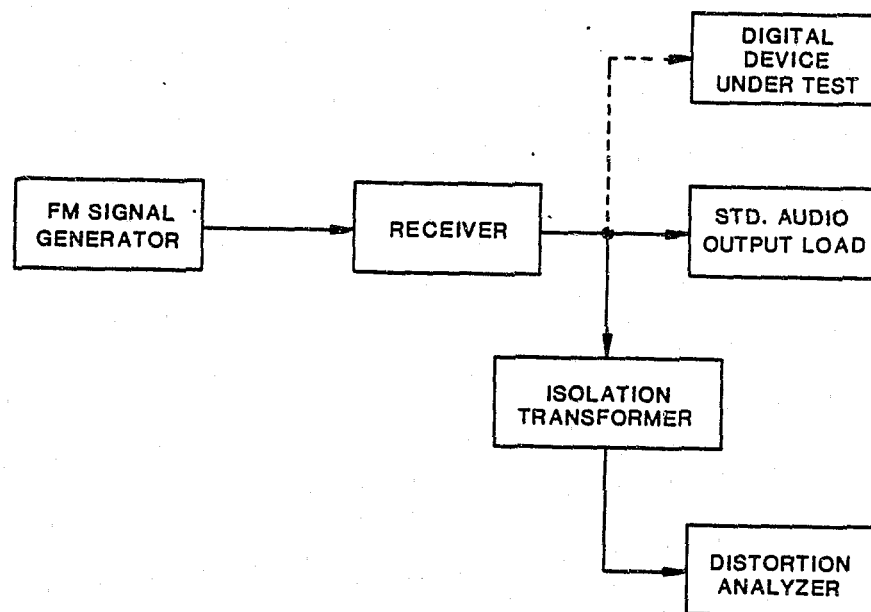 DIGITAL
DEVICE
UNDER TEST
FM SIGNAL
GENERATOR
RECEIVER
STD. AUDIO
OUTPUT LOAD
ISOLATION
TRANSFORMER
DISTORTION
ANALYZER